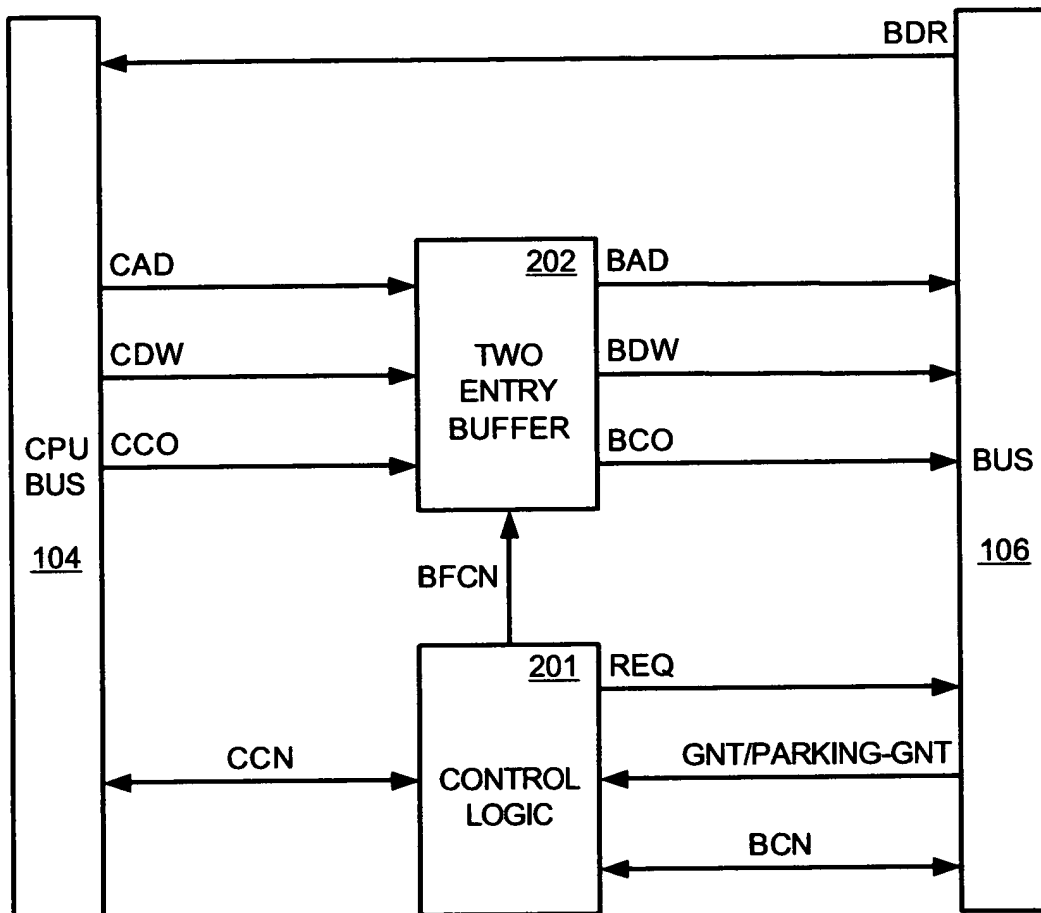 BDR
CAD
202
BAD
CDW
TWO
ENTRY
BUFFER
BDW
CPU
BUS
CCO
BCO
BUS
104
106
BFCN
201
REQ
CCN
CONTROL
LOGIC
GNT/PARKING-GNT
BCN